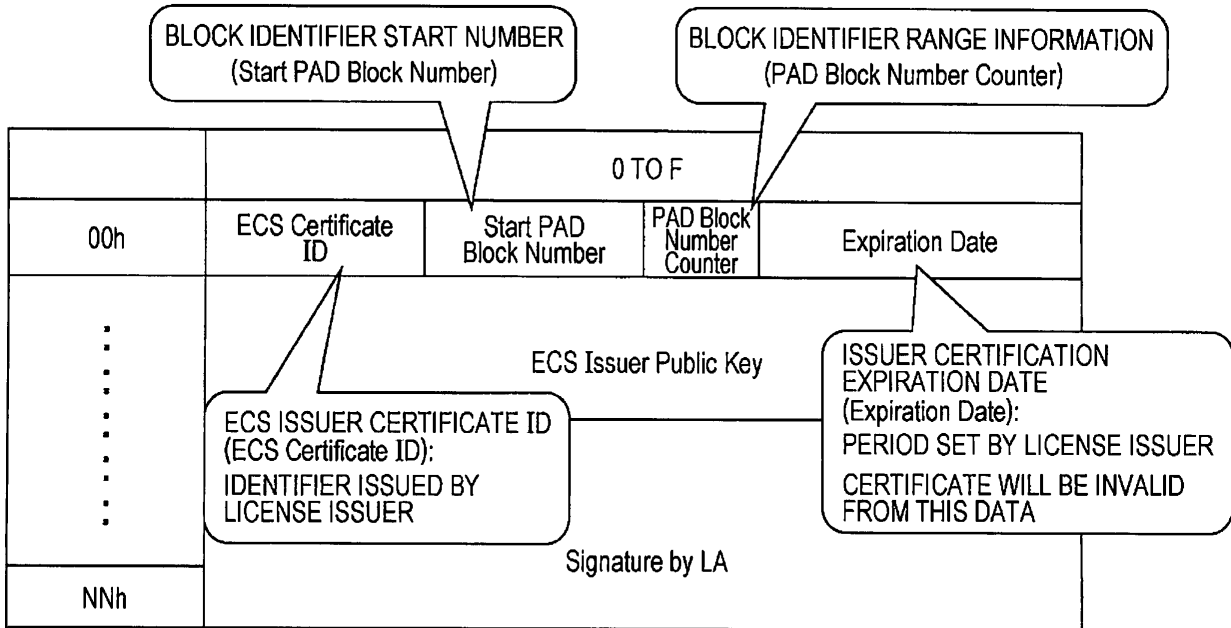 BLOCK IDENTIFIER START NUMBER
(Start PAD Block Number)
BLOCK IDENTIFIER RANGE INFORMATION
(PAD Block Number Counter)
0 TO F
00h
ECS Certificate
ID
Start PAD
Block Number
PAD Block
Number
Counter
Expiration Date
ECS Issuer Public Key
ECS ISSUER CERTIFICATE ID
(ECS Certificate ID):
IDENTIFIER ISSUED BY
LICENSE ISSUER
ISSUER CERTIFICATION
EXPIRATION DATE
(Expiration Date):
PERIOD SET BY LICENSE ISSUER
CERTIFICATE WILL BE INVALID
FROM THIS DATA
Signature by LA
NNh